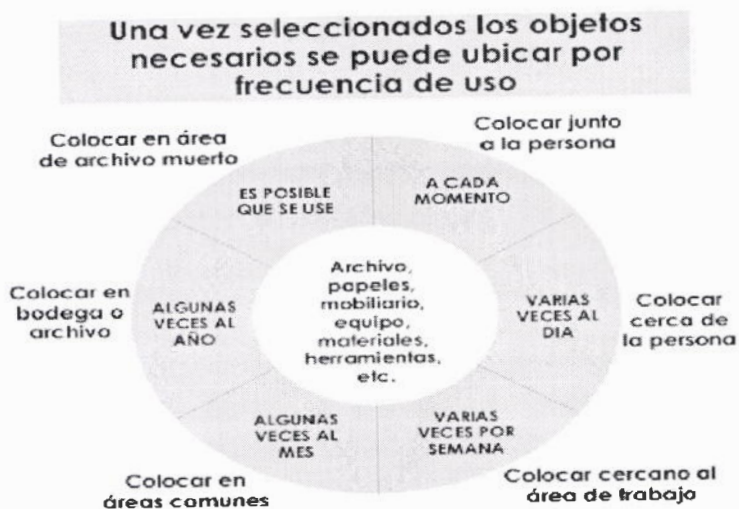 Una vez seleccionados los objetos
necesarios se puede ubicar por
frecuencia de uso
Colocar junto
a la persona
A CADA
MOMENTO
Colocar
cerca de
la persona
VARIAS
VECES AL
DIA
Colocar cercano al
área de trabajo
VARIAS
VECES POR
SEMANA
Colocar en
áreas comunes
ALGUNAS
VECES AL
MES
Colocar en
bodega o
archivo
ALGUNAS
VECES AL
AÑO
Colocar en área
de archivo muerto
ES POSIBLE
QUE SE USE
Archivo,
papeles,
mobiliario,
equipo,
materiales,
herramientas,
etc.